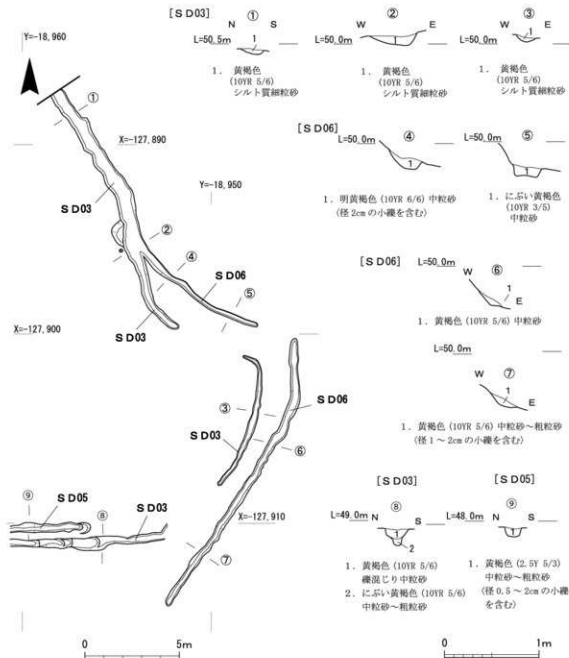 [SD03]
①
N S
L=50.5m
1
1. 黄褐色
(10YR 5/6)
シルト質細粒砂
②
W E
L=50.0m
1
1. 黄褐色
(10YR 5/6)
シルト質細粒砂
③
W E
L=50.0m
1
1. 黄褐色
(10YR 5/6)
シルト質細粒砂
[SD06]
④
L=50.0m
1
1. 明黄褐色 (10YR 6/6) 中粒砂
(径 2cm の小礫を含む)
⑤
L=50.0m
1
1. にぶい黄褐色
(10YR 3/5)
中粒砂
[SD06]
L=50.0m
⑥
W E
1
1. 黄褐色 (10YR 5/6) 中粒砂
L=50.0m
⑦
W E
1
1. 黄褐色 (10YR 5/6) 中粒砂~粗粒砂
(径 1 ~ 2cm の小礫を含む)
[SD03]
⑧
L=49.0m N S
1
2
1. 黄褐色 (10YR 5/6)
礫混じり中粒砂
2. にぶい黄褐色 (10YR 5/6)
中粒砂~粗粒砂
[SD05]
⑨
L=48.0m N S
1
1. 黄褐色 (2.5Y 5/3)
中粒砂~粗粒砂
(径 0.5 ~ 2cm の小礫
を含む)
Y=-18,960
①
X=-127,890
Y=-18,950
SD03
②
④
SD06
⑤
X=-127,900
SD03
③
SD06
SD03
⑥
⑨
SD05
⑧
SD03
X=-127,910
⑦
0 5m
0 1m